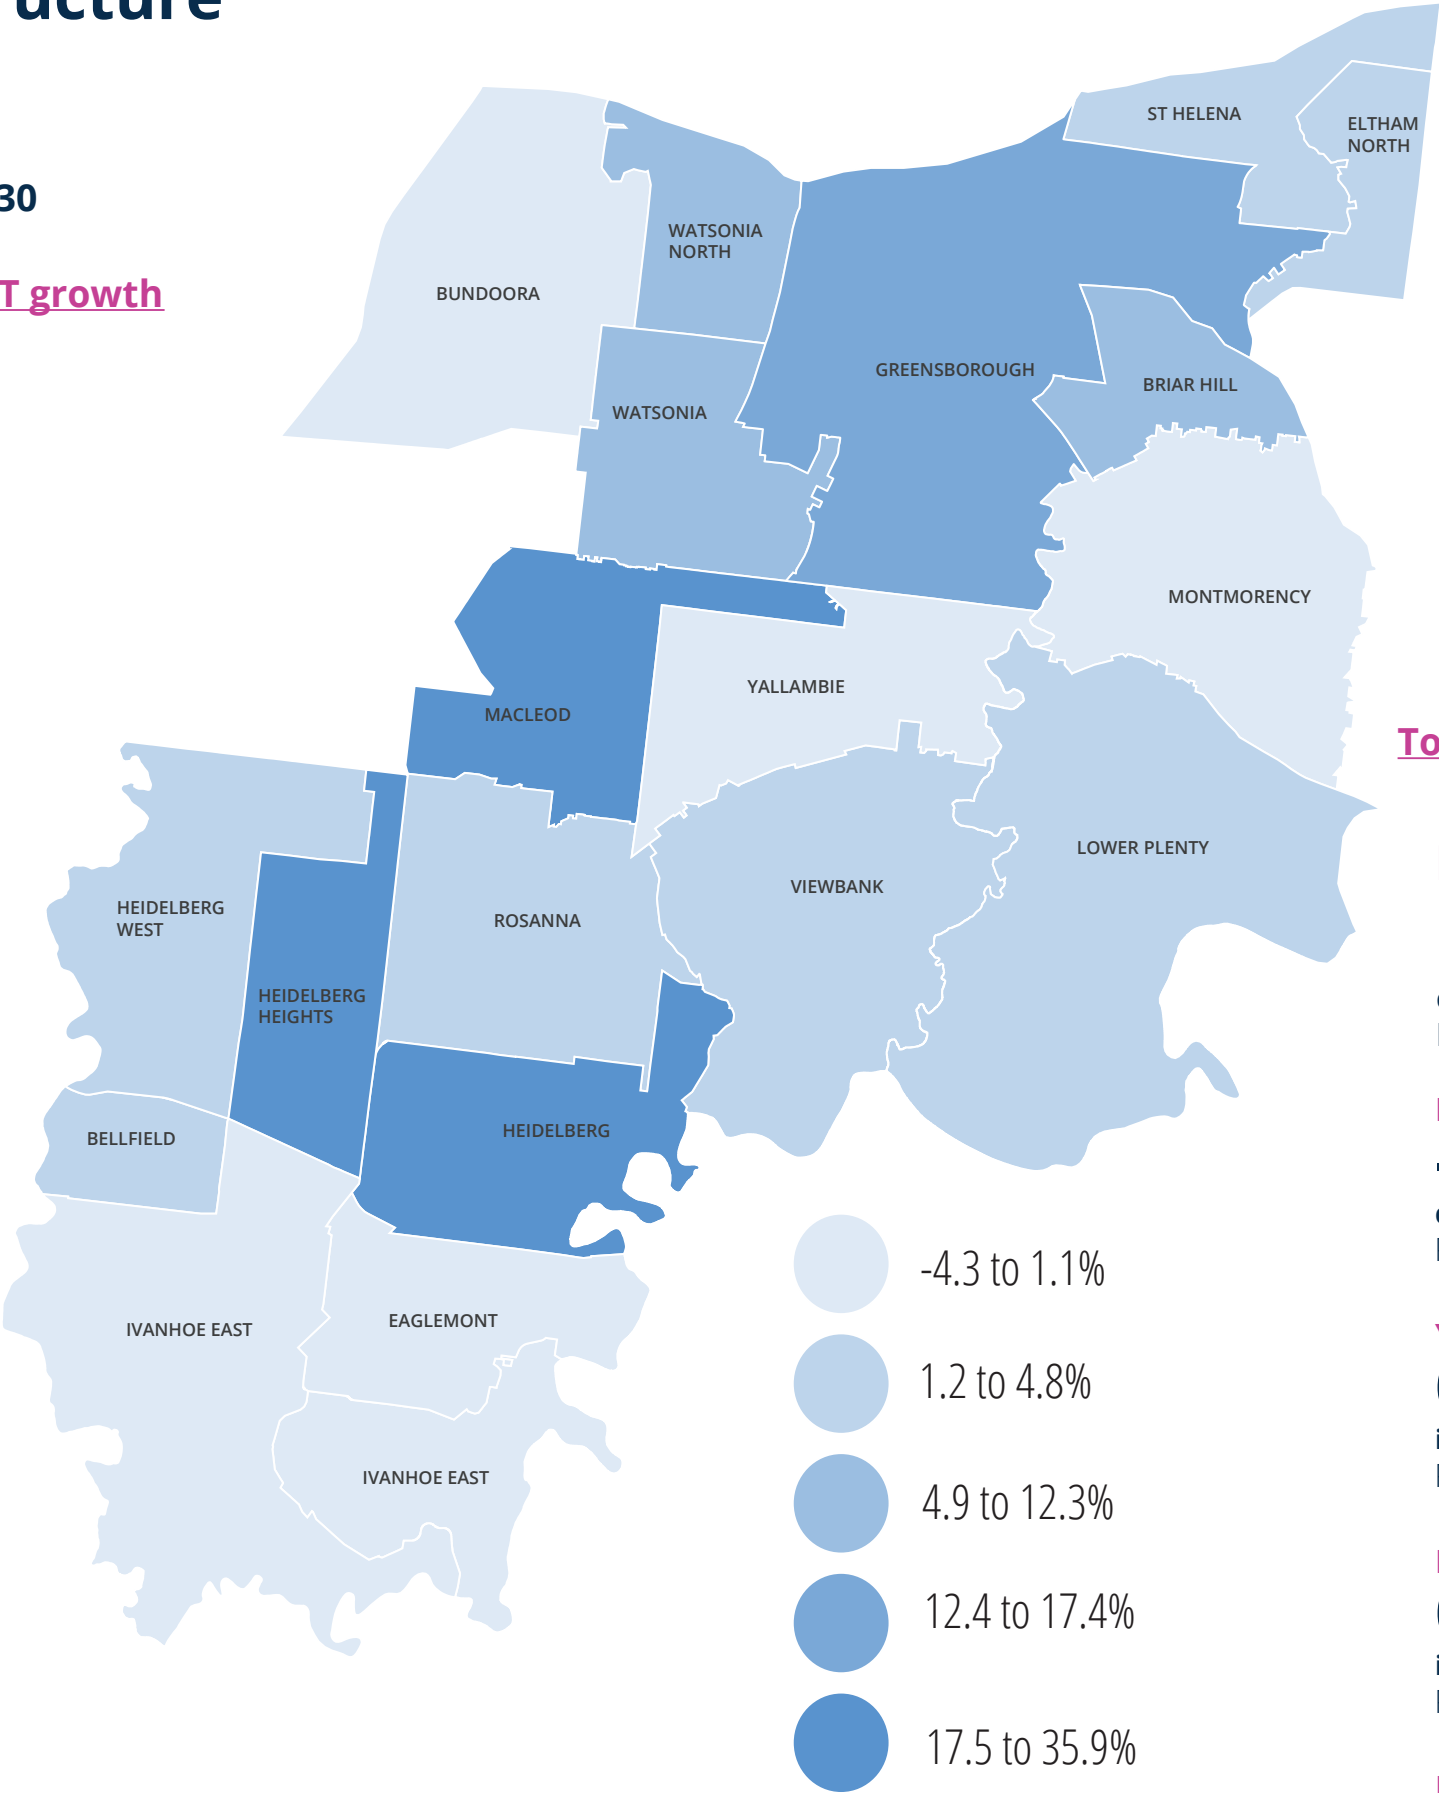 ucture
30
T growth
ST HELENA
ELTHAM
NORTH
WATSONIA
NORTH
BUNDOORA
GREENSBOROUGH
BRIAR HILL
WATSONIA
MONTMORENCY
YALLAMBIE
MACLEOD
To
LOWER PLENTY
VIEWBANK
HEIDELBERG
WEST
ROSANNA
HEIDELBERG
HEIGHTS
HEIDELBERG
BELLFIELD
-4.3 to 1.1%
EAGLEMONT
IVANHOE EAST
1.2 to 4.8%
IVANHOE EAST
4.9 to 12.3%
12.4 to 17.4%
17.5 to 35.9%